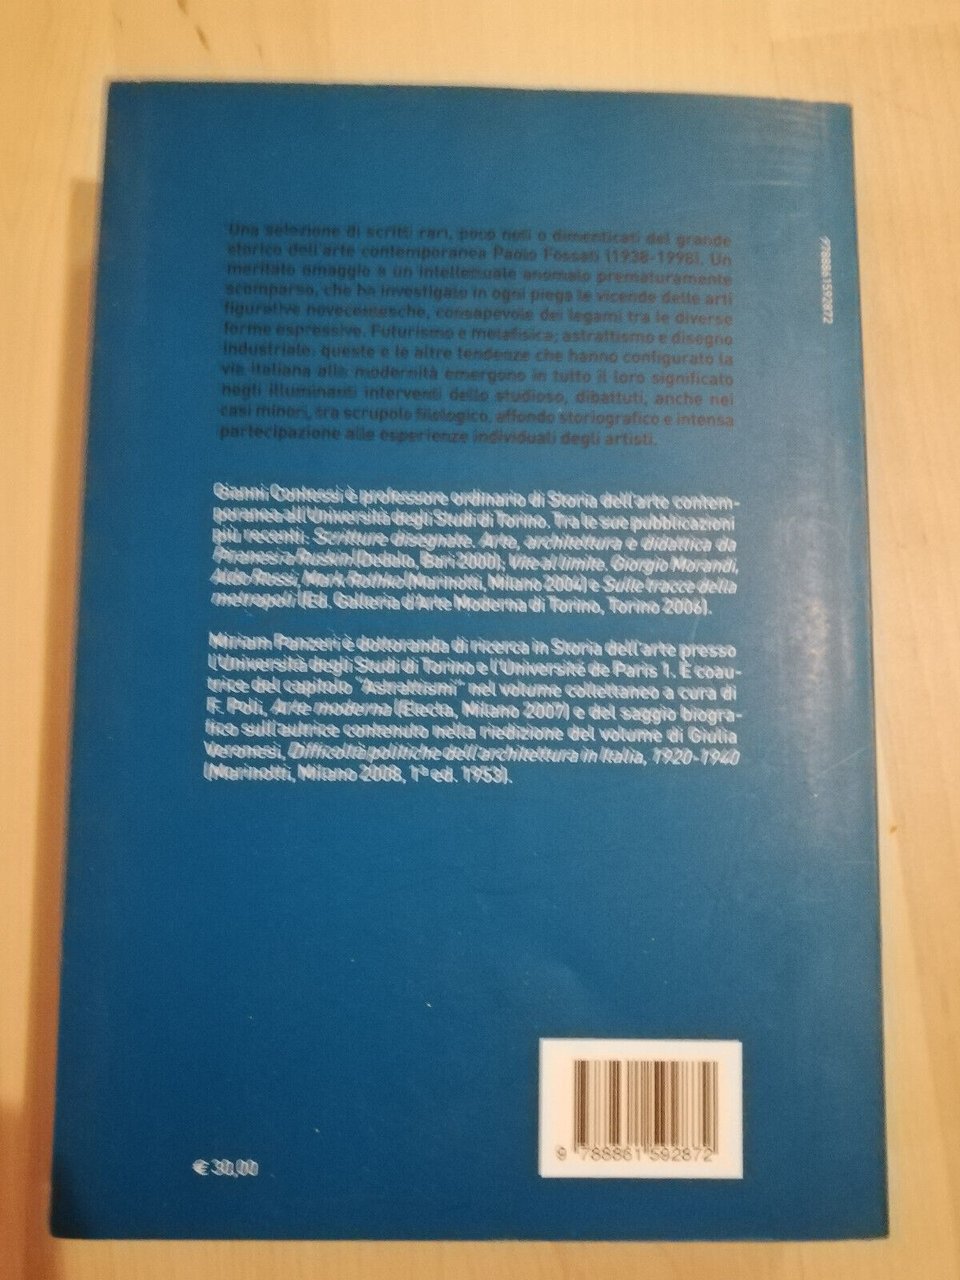 Una selezione di scritti rari, poco noti o dimenticati del grande
storico dell'arte contemporanea Paolo Fossati (1938-1998). Un
meritato omaggio a un intellettuale anomalo prematuramente
scomparso, che ha investigato in ogni piega le vicende delle arti
figurative novecentesche, consapevole dei legami tra le diverse
forme espressive. Futurismo e metafisica; astrattismo e disegno
industriale: queste e le altre tendenze che hanno configurato la
via italiana alla modernità emergono in tutto il loro significato
negli illuminanti interventi dello studioso, dibattuti, anche nei
casi minori, tra scrupolo filologico, affondo storiografico e intensa
partecipazione alle esperienze individuali degli artisti.
Gianni Contessi è professore ordinario di Storia dell'arte contem-
poranea all'Università degli Studi di Torino. Tra le sue pubblicazioni
più recenti: Scritture disegnate. Arte, architettura e didattica da
Piranesi a Ruskin (Dedalo, Bari 2000); Vite al limite. Giorgio Morandi,
Aldo Rossi, Mark Rothko (Marinotti, Milano 2004) e Sulle tracce della
metropoli (Ed. Galleria d'Arte Moderna di Torino, Torino 2006).
Miriam Panzeri è dottoranda di ricerca in Storia dell'arte presso
l'Università degli Studi di Torino e l'Université de Paris 1. È coau-
trice del capitolo "Astrattismi" nel volume collettaneo a cura di
F. Poli, Arte moderna (Electa, Milano 2007) e del saggio biogra-
fico sull'autrice contenuto nella riedizione del volume di Giulia
Veronesi, Difficoltà politiche dell'architettura in Italia, 1920-1940
(Marinotti, Milano 2008, 1ª ed. 1953).
€ 30,00
9 788861 592872
9788861592872